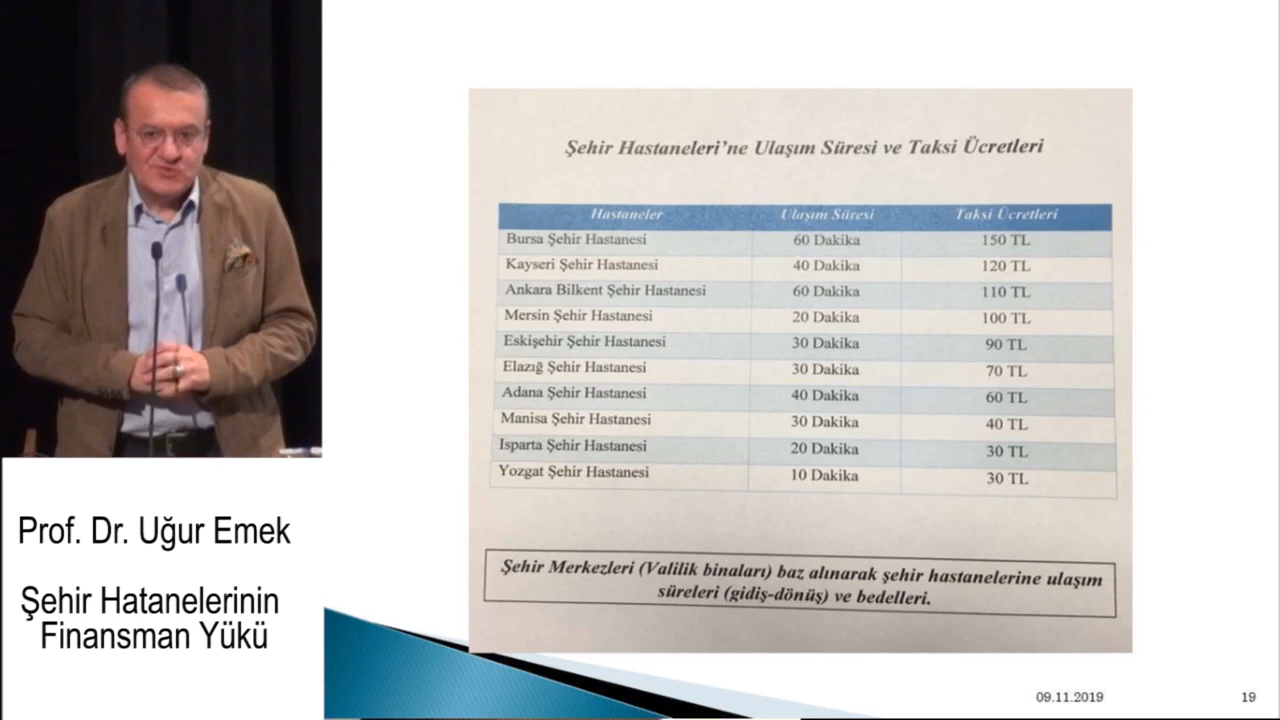 Şehir Hastaneleri'ne Ulaşım Süresi ve Taksi Ücretleri
Hastaneler Ulaşım Süresi Taksi Ücretleri
Bursa Şehir Hastanesi 60 Dakika 150 TL
Kayseri Şehir Hastanesi 40 Dakika 120 TL
Ankara Bilkent Şehir Hastanesi 60 Dakika 110 TL
Mersin Şehir Hastanesi 20 Dakika 100 TL
Eskişehir Şehir Hastanesi 30 Dakika 90 TL
Elazığ Şehir Hastanesi 30 Dakika 70 TL
Adana Şehir Hastanesi 40 Dakika 60 TL
Manisa Şehir Hastanesi 30 Dakika 40 TL
Isparta Şehir Hastanesi 20 Dakika 30 TL
Yozgat Şehir Hastanesi 10 Dakika 30 TL
Şehir Merkezleri (Valilik binaları) baz alınarak şehir hastanelerine ulaşım
süreleri (gidiş-dönüş) ve bedelleri.
Prof. Dr. Uğur Emek
Şehir Hatanelerinin
Finansman Yükü
09.11.2019 19